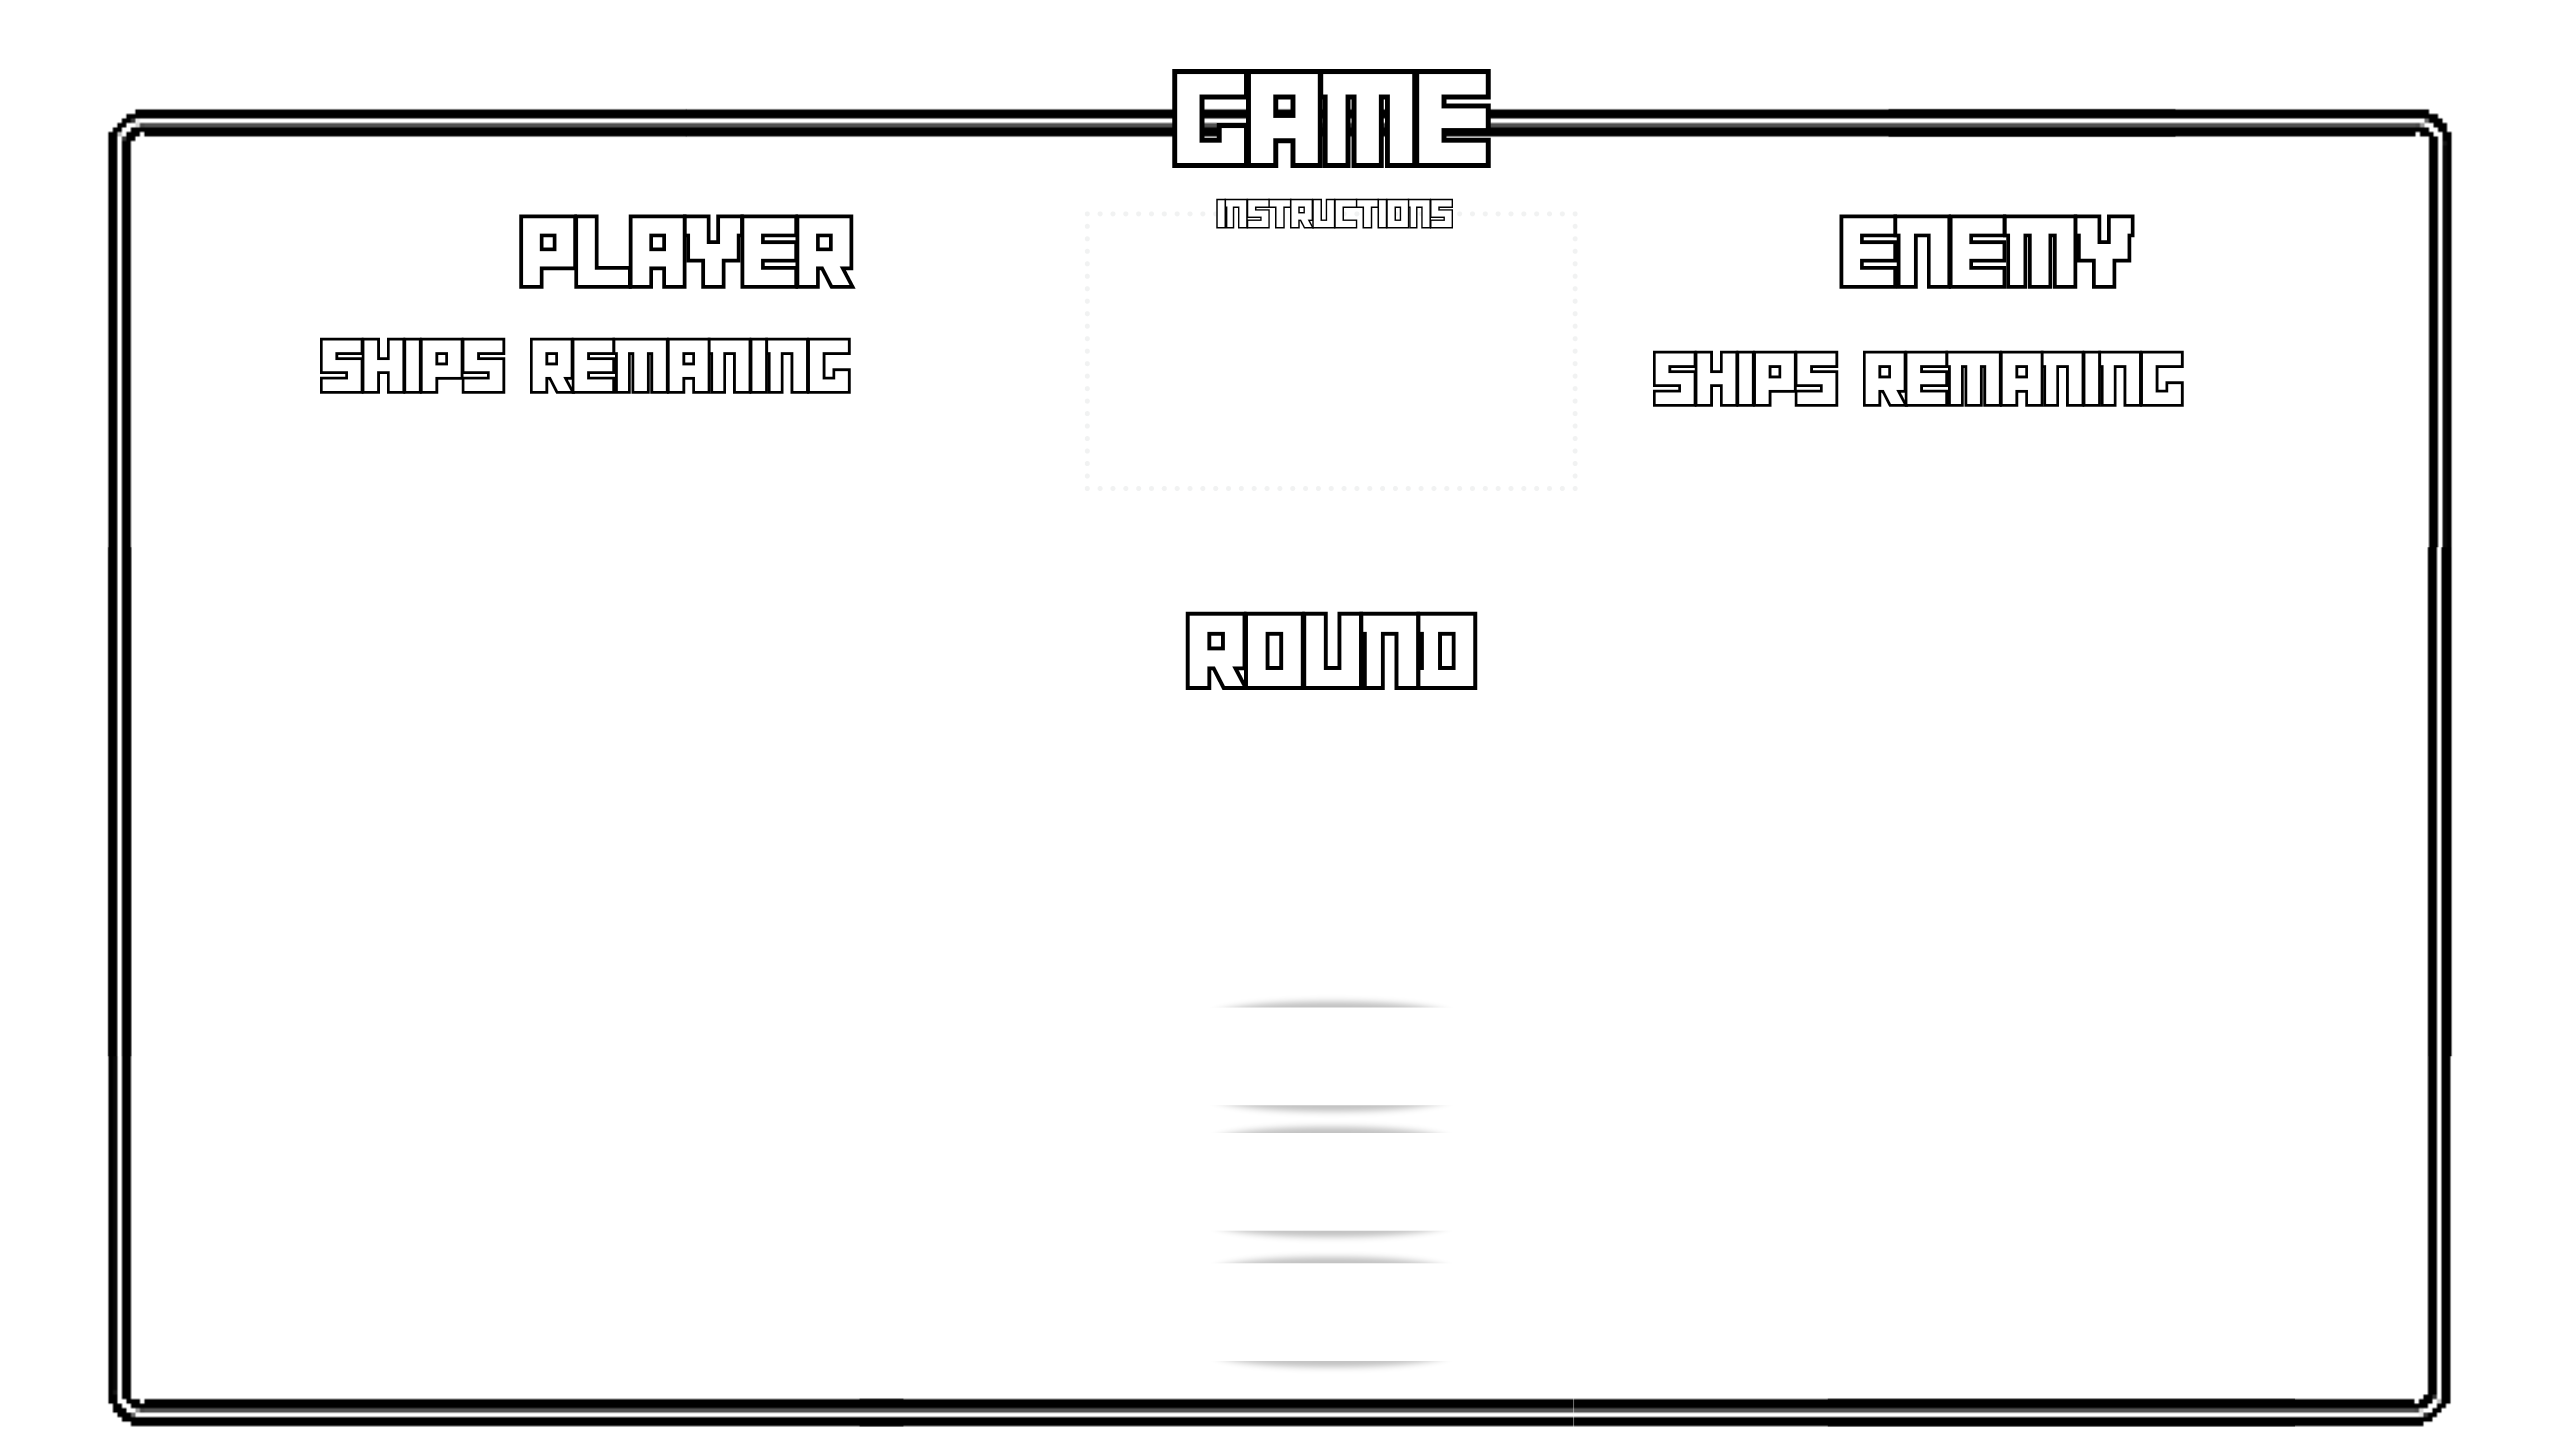 GAME
INSTRUCTIONS
PLAYER
ENEMY
SHIPS REMANING
SHIPS REMANING
ROUND